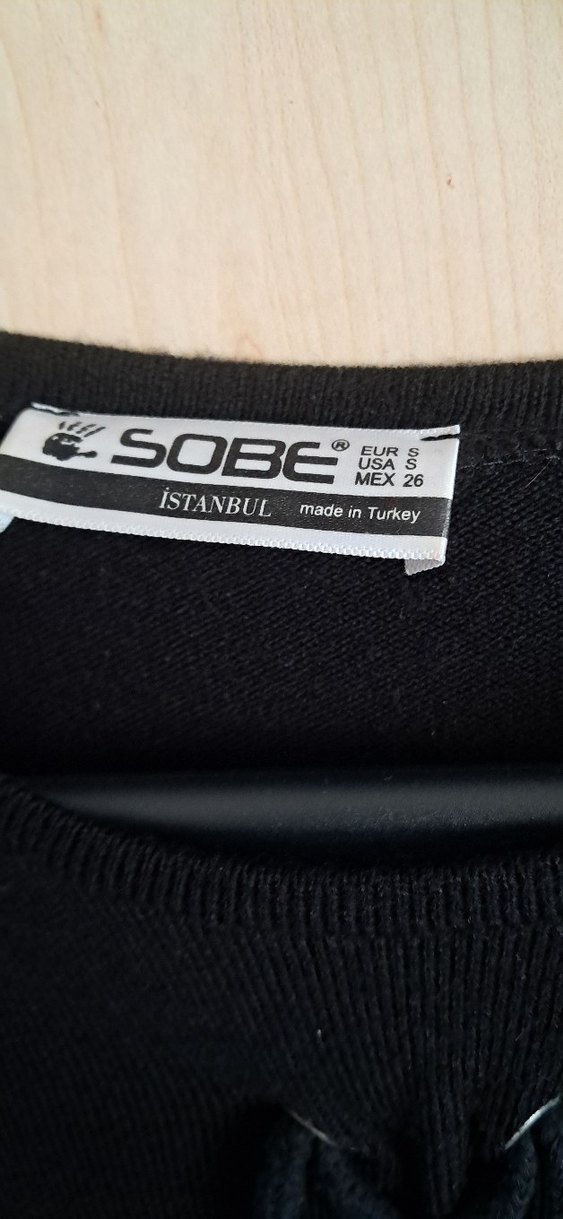 SOBE®
EUR S
USA S
MEX 26
İSTANBUL made in Turkey